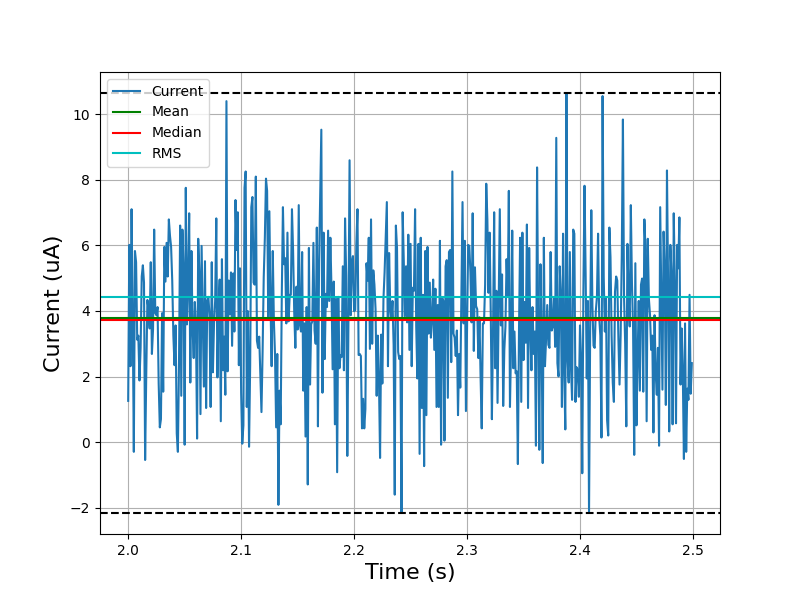 Current
Mean
Median
RMS
10
8
6
4
2
0
−2
Current (uA)
2.0 2.1 2.2 2.3 2.4 2.5
Time (s)